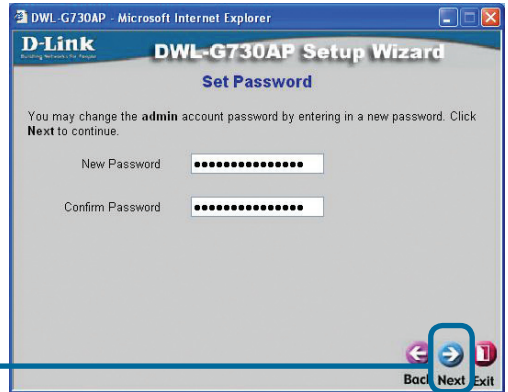 DWL-G730AP - Microsoft Internet Explorer
D-Link
Building Networks for People
DWL-G730AP Setup Wizard
Set Password
You may change the admin account password by entering in a new password. Click
Next to continue.
New Password •••••••••••••••
Confirm Password •••••••••••••••
Back Next Exit